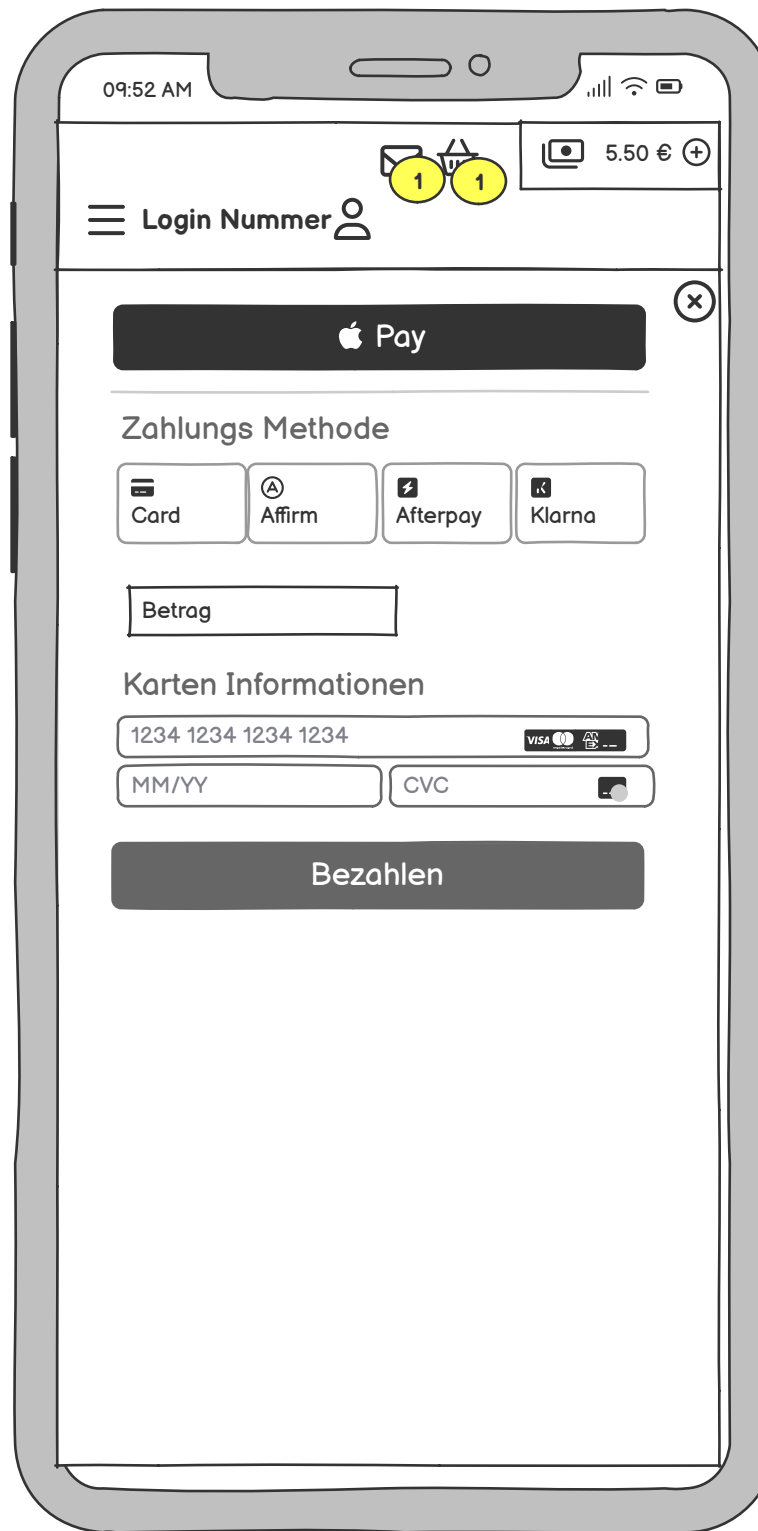 09:52 AM
5.50 €
1
1
Login Nummer
Pay
Zahlungs Methode
Card
Affirm
Afterpay
Klarna
Betrag
Karten Informationen
1234 1234 1234 1234
VISA
MM/YY
CVC
Bezahlen